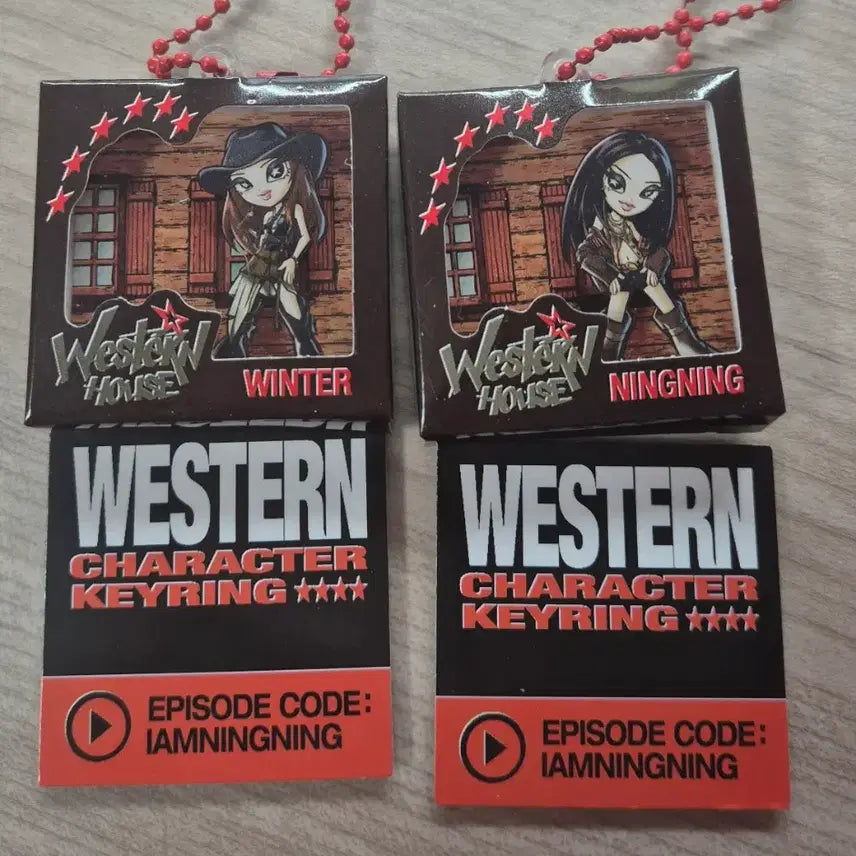 Western
HOUSE
WINTER
WESTERN
CHARACTER
KEYRING
EPISODE CODE:
IAMNINGNING
Western
HOUSE
NINGNING
WESTERN
CHARACTER
KEYRING
EPISODE CODE:
IAMNINGNING